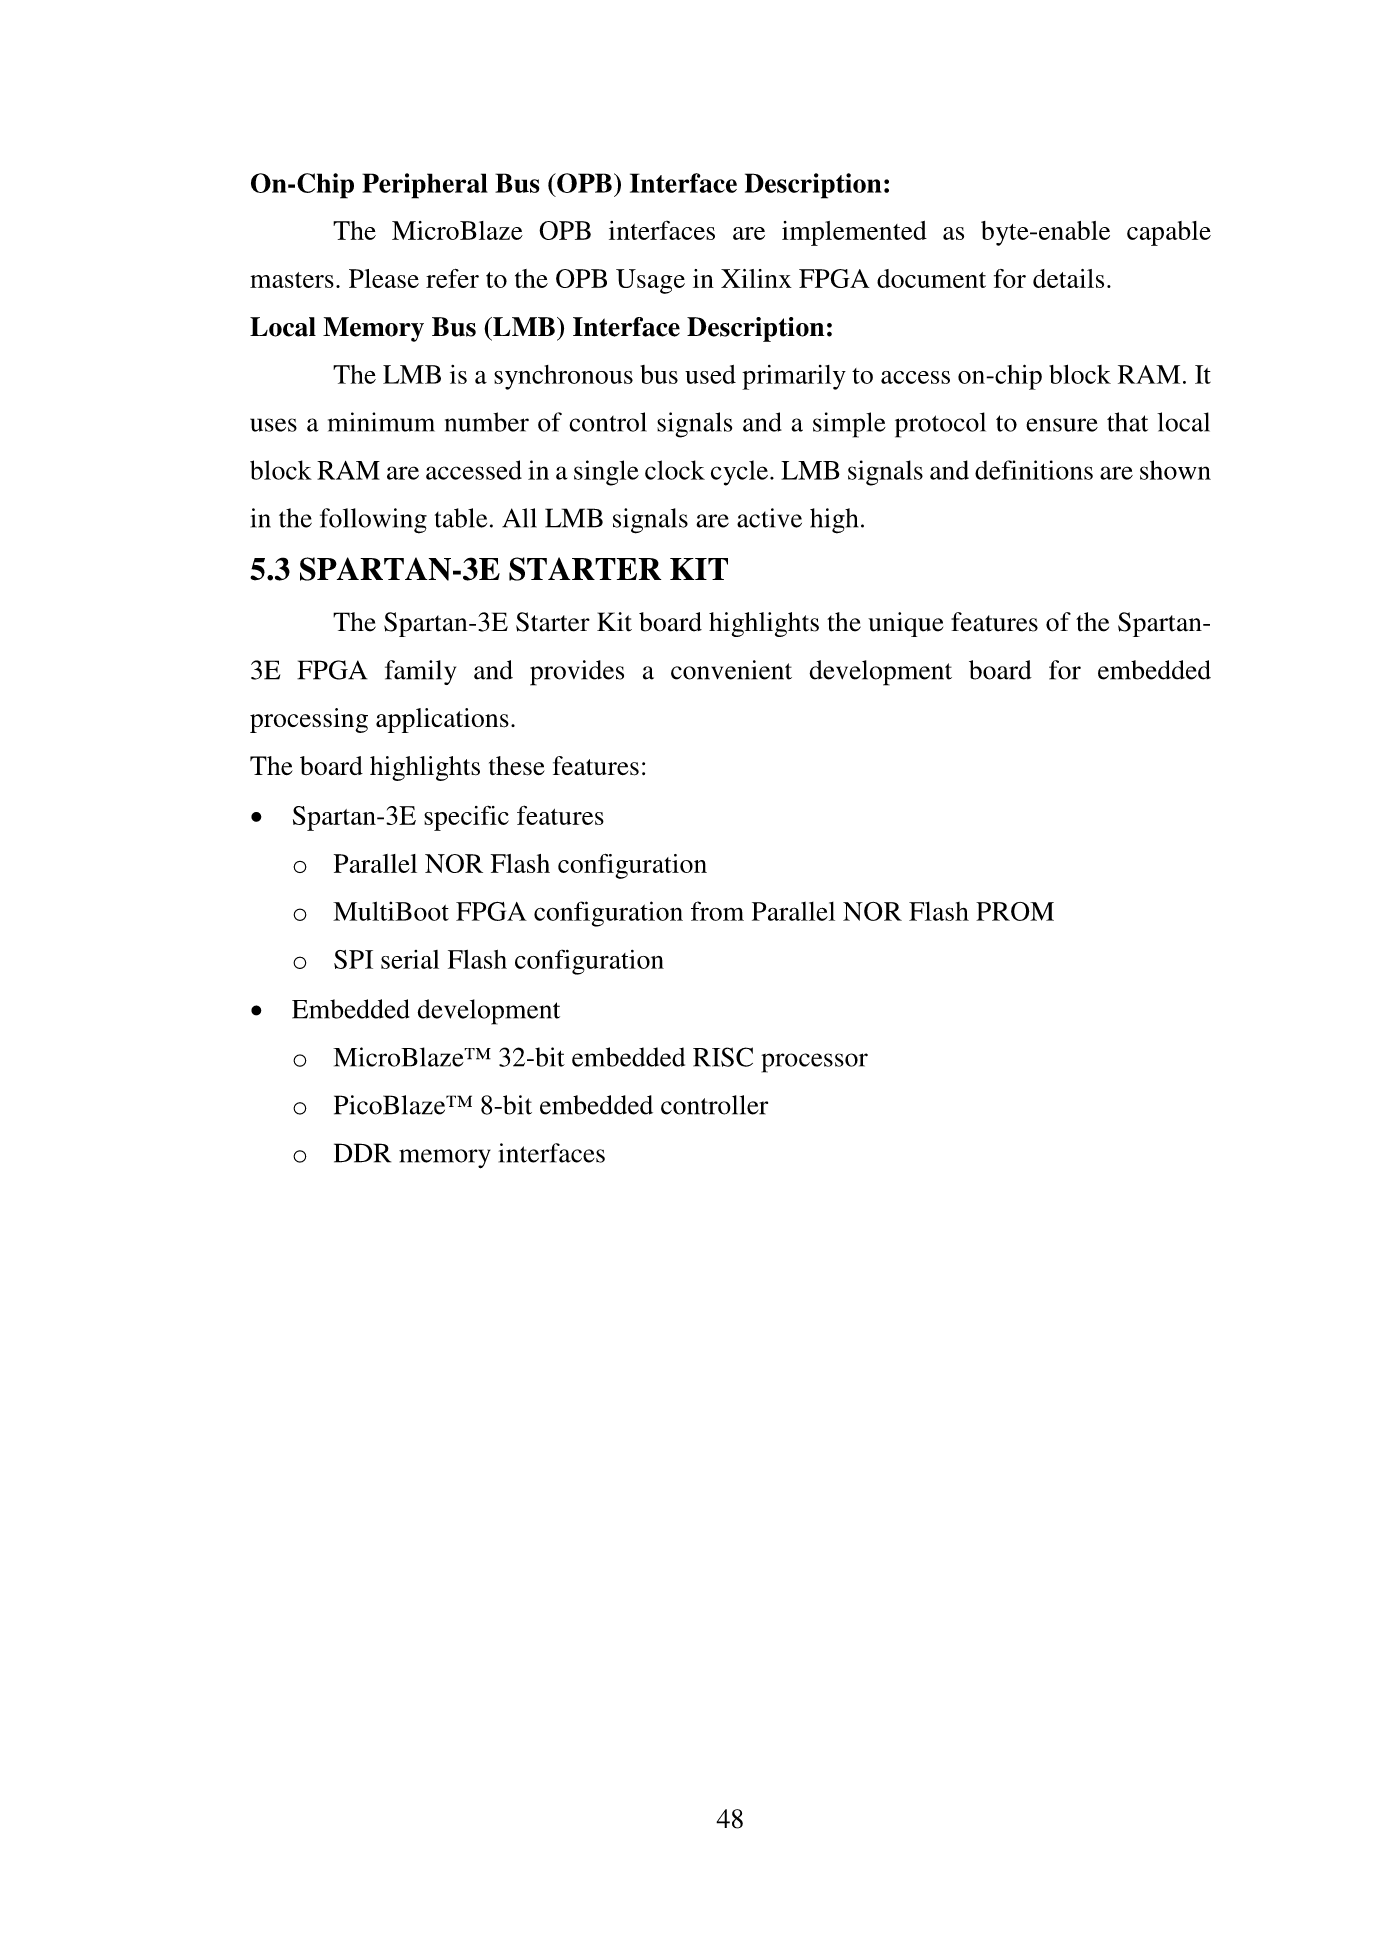 On-Chip Peripheral Bus (OPB) Interface Description:
The MicroBlaze OPB interfaces are implemented as byte-enable capable
masters. Please refer to the OPB Usage in Xilinx FPGA document for details.
Local Memory Bus (LMB) Interface Description:
The LMB is a synchronous bus used primarily to access on-chip block RAM. It
uses a minimum number of control signals and a simple protocol to ensure that local
block RAM are accessed in a single clock cycle. LMB signals and definitions are shown
in the following table. All LMB signals are active high.
5.3 SPARTAN-3E STARTER KIT
The Spartan-3E Starter Kit board highlights the unique features of the Spartan-
3E FPGA family and provides a convenient development board for embedded
processing applications.
The board highlights these features:
• Spartan-3E specific features
o Parallel NOR Flash configuration
o MultiBoot FPGA configuration from Parallel NOR Flash PROM
o SPI serial Flash configuration
• Embedded development
o MicroBlaze™ 32-bit embedded RISC processor
o PicoBlaze™ 8-bit embedded controller
o DDR memory interfaces
48